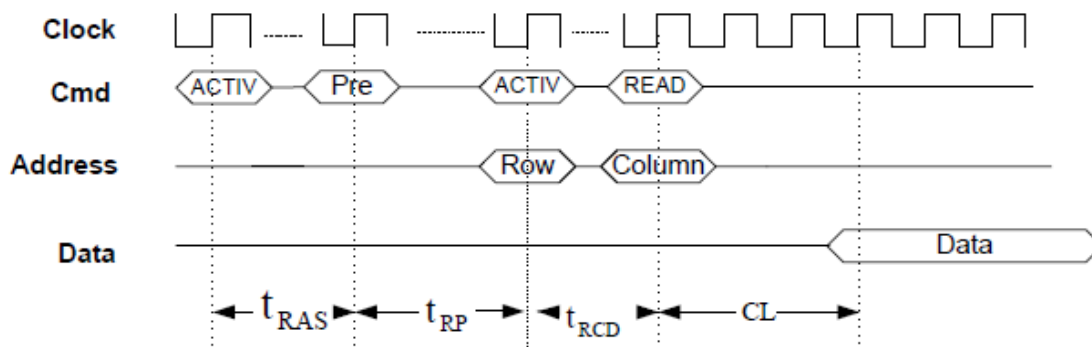 Clock
Cmd ACTIV Pre ACTIV READ
Address Row Column
Data Data
tRAS tRP tRCD CL